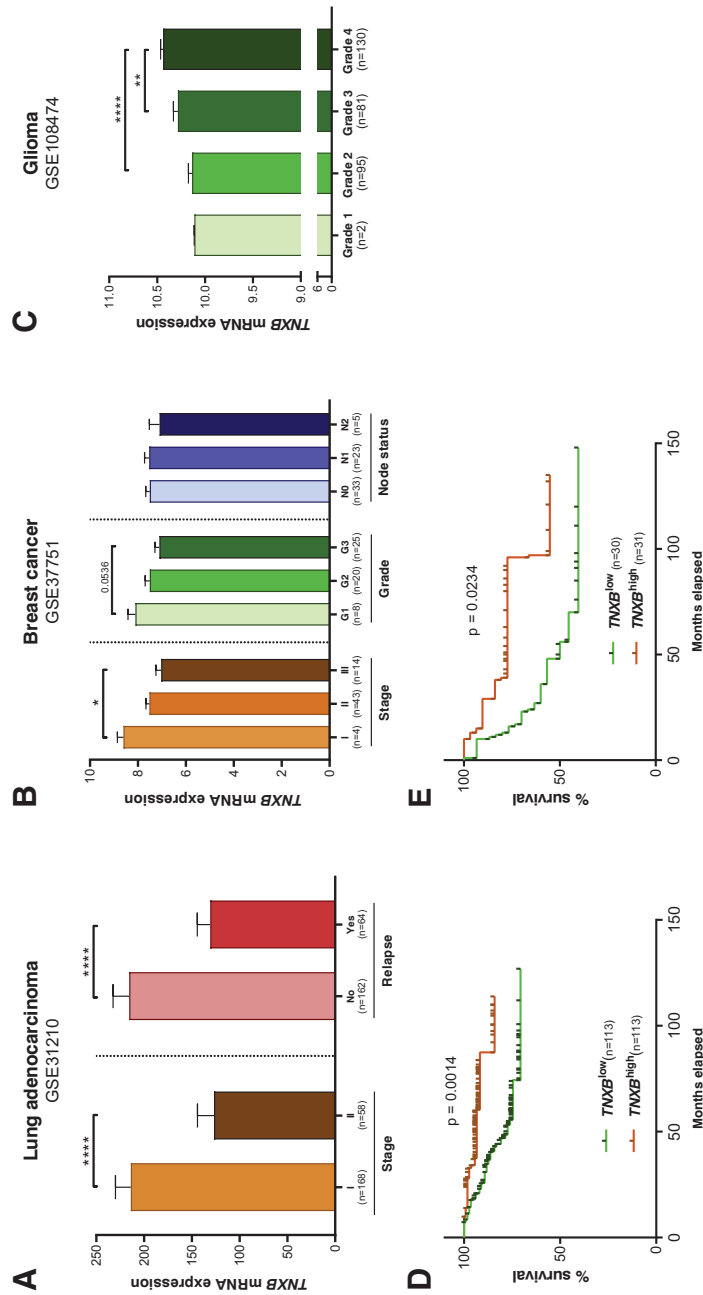 A
Lung adenocarcinoma
GSE31210
TNXB mRNA expression
250
200
150
100
50
0
****
****
I
(n=168)
II
(n=58)
Stage
No
(n=162)
Yes
(n=64)
Relapse
B
Breast cancer
GSE37751
TNXB mRNA expression
10
8
6
4
2
0
*
0.0536
I
(n=4)
II
(n=43)
III
(n=14)
Stage
G1
(n=8)
G2
(n=20)
G3
(n=25)
Grade
N0
(n=33)
N1
(n=23)
N2
(n=5)
Node status
C
Glioma
GSE108474
TNXB mRNA expression
11.0
10.5
10.0
9.5
9.0
6
0
****
**
Grade 1
(n=2)
Grade 2
(n=95)
Grade 3
(n=81)
Grade 4
(n=130)
D
% survival
100
50
0
p = 0.0014
0
50
100
150
Months elapsed
TNXBlow(n=113)
TNXBhigh(n=113)
E
% survival
100
50
0
p = 0.0234
0
50
100
150
Months elapsed
TNXBlow (n=30)
TNXBhigh (n=31)